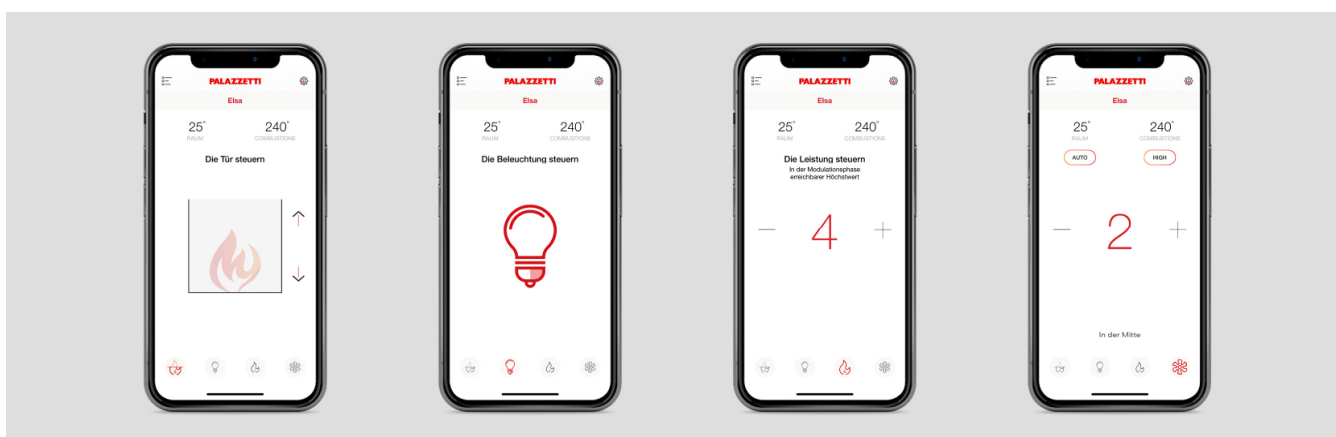 PALAZZETTI
Elsa
25° 240°
RAUM COMBUSTIONE
Die Tür steuern
PALAZZETTI
Elsa
25° 240°
RAUM COMBUSTIONE
Die Beleuchtung steuern
PALAZZETTI
Elsa
25° 240°
RAUM COMBUSTIONE
Die Leistung steuern
In der Modulationsphase
erreichbarer Höchstwert
— 4 +
PALAZZETTI
Elsa
25° 240°
RAUM COMBUSTIONE
AUTO HIGH
— 2 +
In der Mitte